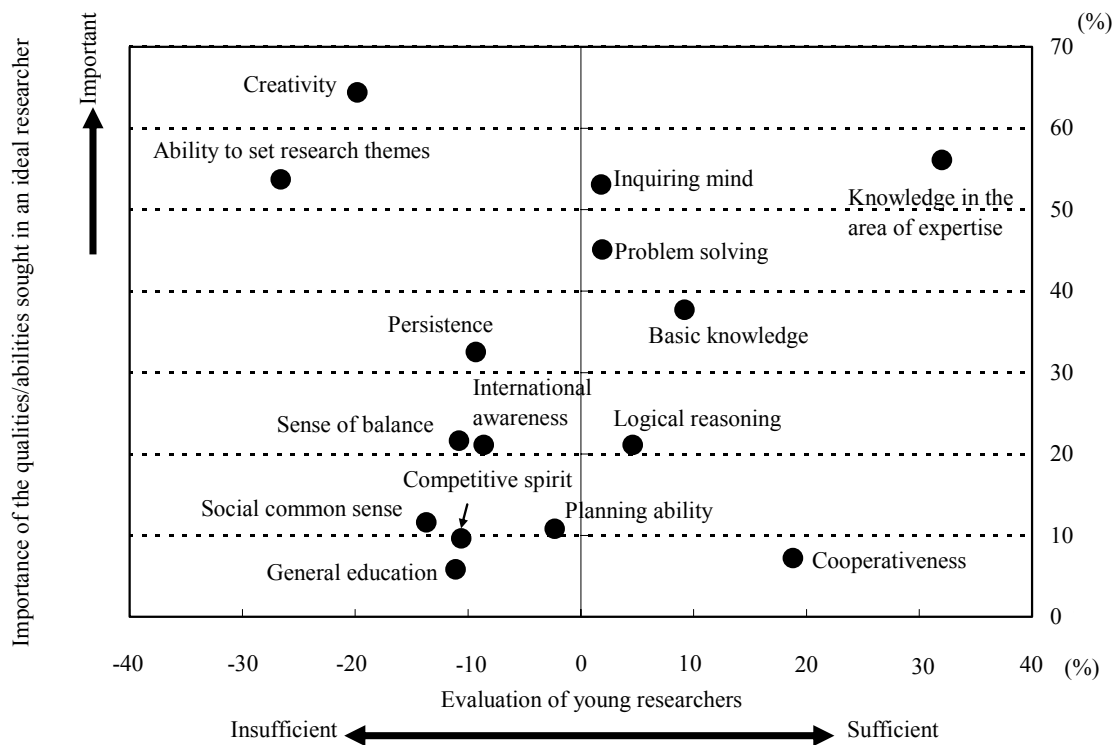 (%)
70
60
50
40
30
20
10
0
Importance of the qualities/abilities sought in an ideal researcher
Important
Creativity
Ability to set research themes
Inquiring mind
Knowledge in the
area of expertise
Problem solving
Persistence
Basic knowledge
International
awareness
Sense of balance
Logical reasoning
Competitive spirit
Social common sense
Planning ability
General education
Cooperativeness
-40
-30
-20
-10
0
10
20
30
40
(%)
Evaluation of young researchers
Insufficient
Sufficient